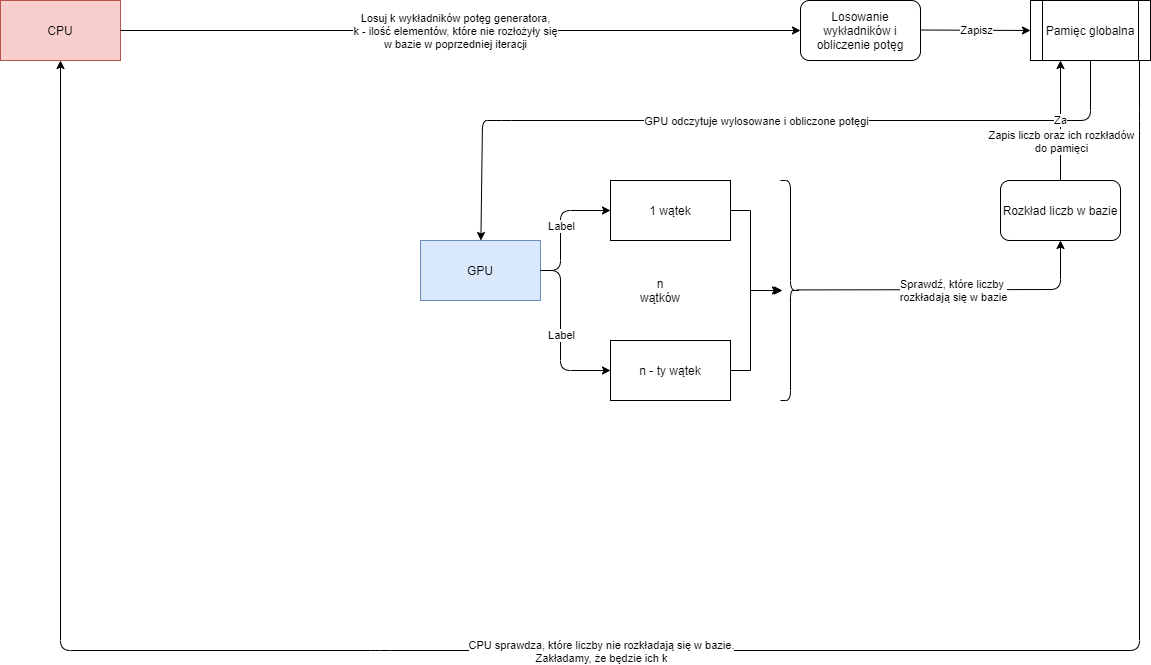 CPU
Losuj k wykładników potęg generatora,
k - ilość elementów, które nie rozłożyły się
w bazie w poprzedniej iteracji
Losowanie
wykładników i
obliczenie potęg
Zapisz
Pamięc globalna
GPU odczytuje wylosowane i obliczone potęgi
Za
Zapis liczb oraz ich rozkładów
do pamięci
Rozkład liczb w bazie
1 wątek
Label
GPU
n
wątków
Sprawdź, które liczby
rozkładają się w bazie
Label
n - ty wątek
CPU sprawdza, które liczby nie rozkładają się w bazie.
Zakładamy, że będzie ich k